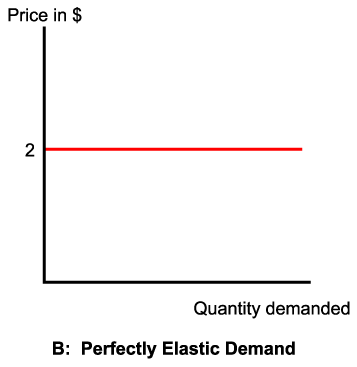 Price in $
2
Quantity demanded
B: Perfectly Elastic Demand